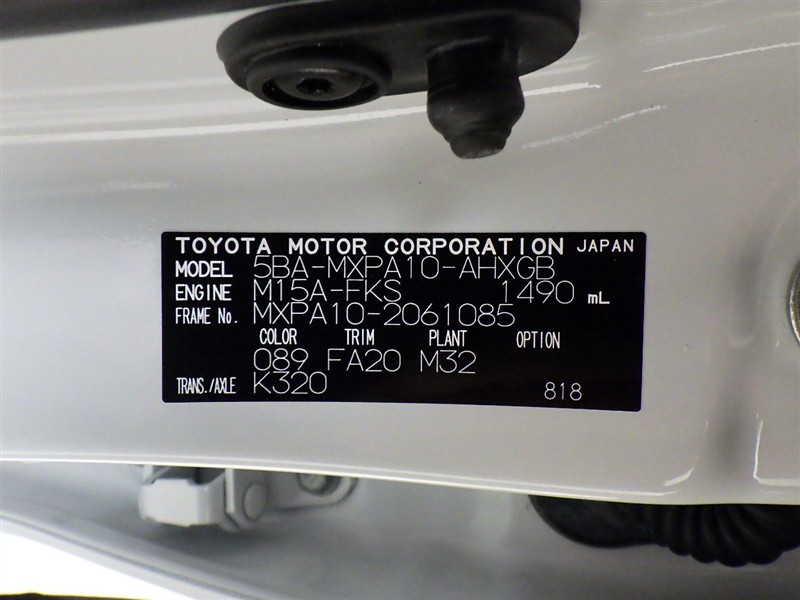 TOYOTA MOTOR CORPORATION JAPAN
MODEL 5BA-MXPA10-AHXGB
ENGINE M15A-FKS 1490 mL
FRAME No. MXPA10-2061085
COLOR TRIM PLANT OPTION
089 FA20 M32
TRANS./AXLE K320 818